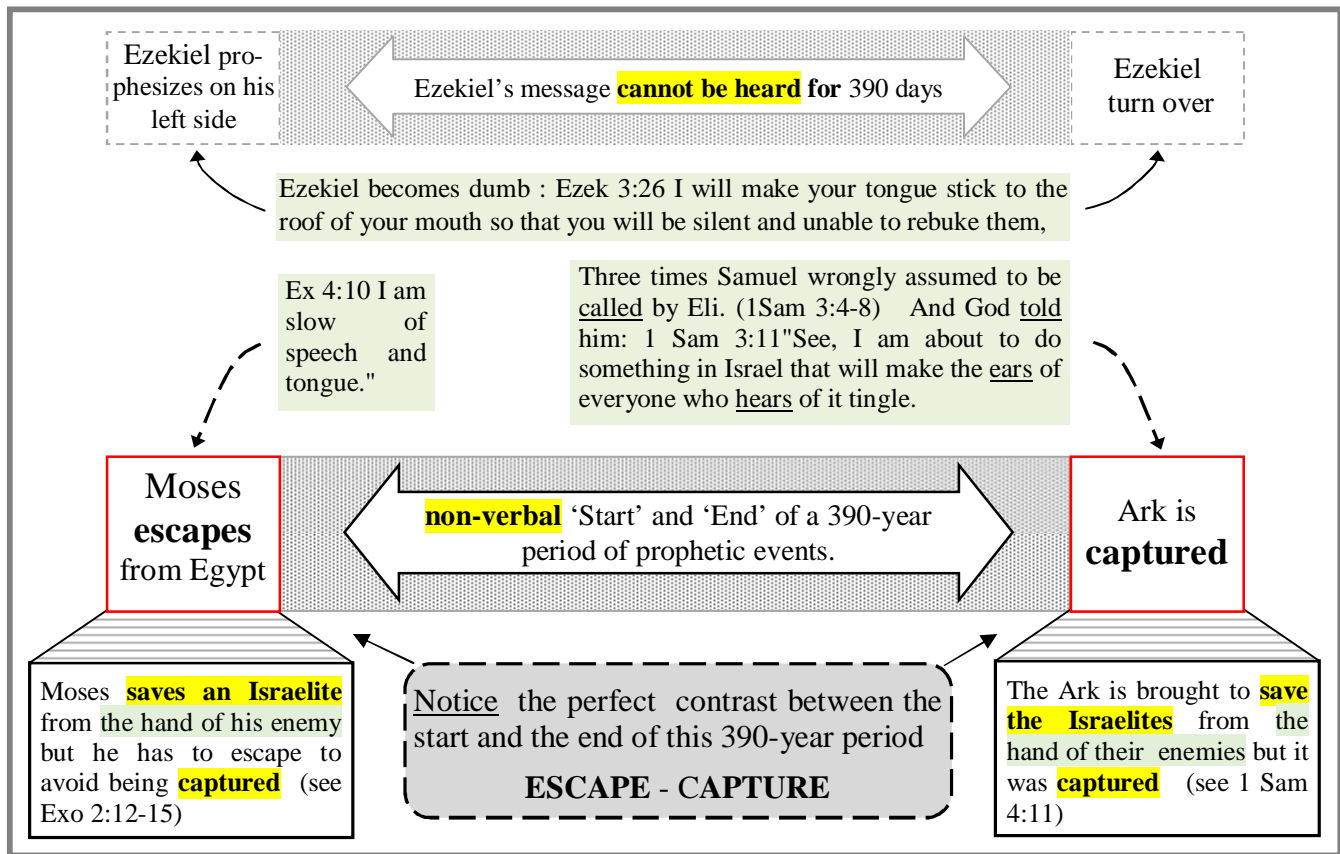 Ezekiel pro-
phesizes on his
left side
Ezekiel's message cannot be heard for 390 days
Ezekiel
turn over
Ezekiel becomes dumb : Ezek 3:26 I will make your tongue stick to the
roof of your mouth so that you will be silent and unable to rebuke them,
Ex 4:10 I am
slow of
speech and
tongue."
Three times Samuel wrongly assumed to be
called by Eli. (1Sam 3:4-8) And God told
him: 1 Sam 3:11"See, I am about to do
something in Israel that will make the ears of
everyone who hears of it tingle.
Moses
escapes
from Egypt
non-verbal ‘Start’ and ‘End’ of a 390-year
period of prophetic events.
Ark is
captured
Moses saves an Israelite
from the hand of his enemy
but he has to escape to
avoid being captured (see
Exo 2:12-15)
Notice the perfect contrast between the
start and the end of this 390-year period
ESCAPE - CAPTURE
The Ark is brought to save
the Israelites from the
hand of their enemies but it
was captured (see 1 Sam
4:11)